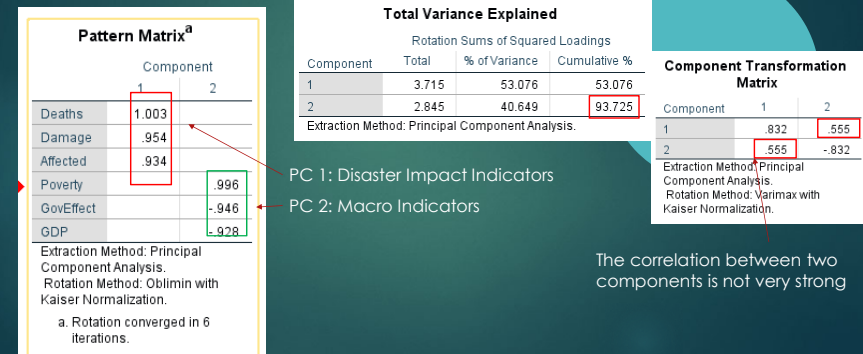 Pattern Matrixa
Component
1 2
Deaths 1.003
Damage .954
Affected .934
Poverty .996
GovEffect -.946
GDP -.928
Extraction Method: Principal
Component Analysis.
Rotation Method: Oblimin with
Kaiser Normalization.
a. Rotation converged in 6
iterations.
Total Variance Explained
Rotation Sums of Squared Loadings
Component Total % of Variance Cumulative %
1 3.715 53.076 53.076
2 2.845 40.649 93.725
Extraction Method: Principal Component Analysis.
PC 1: Disaster Impact Indicators
PC 2: Macro Indicators
Component Transformation
Matrix
Component 1 2
1 .832 .555
2 .555 -.832
Extraction Method: Principal
Component Analysis.
Rotation Method: Varimax with
Kaiser Normalization.
The correlation between two
components is not very strong